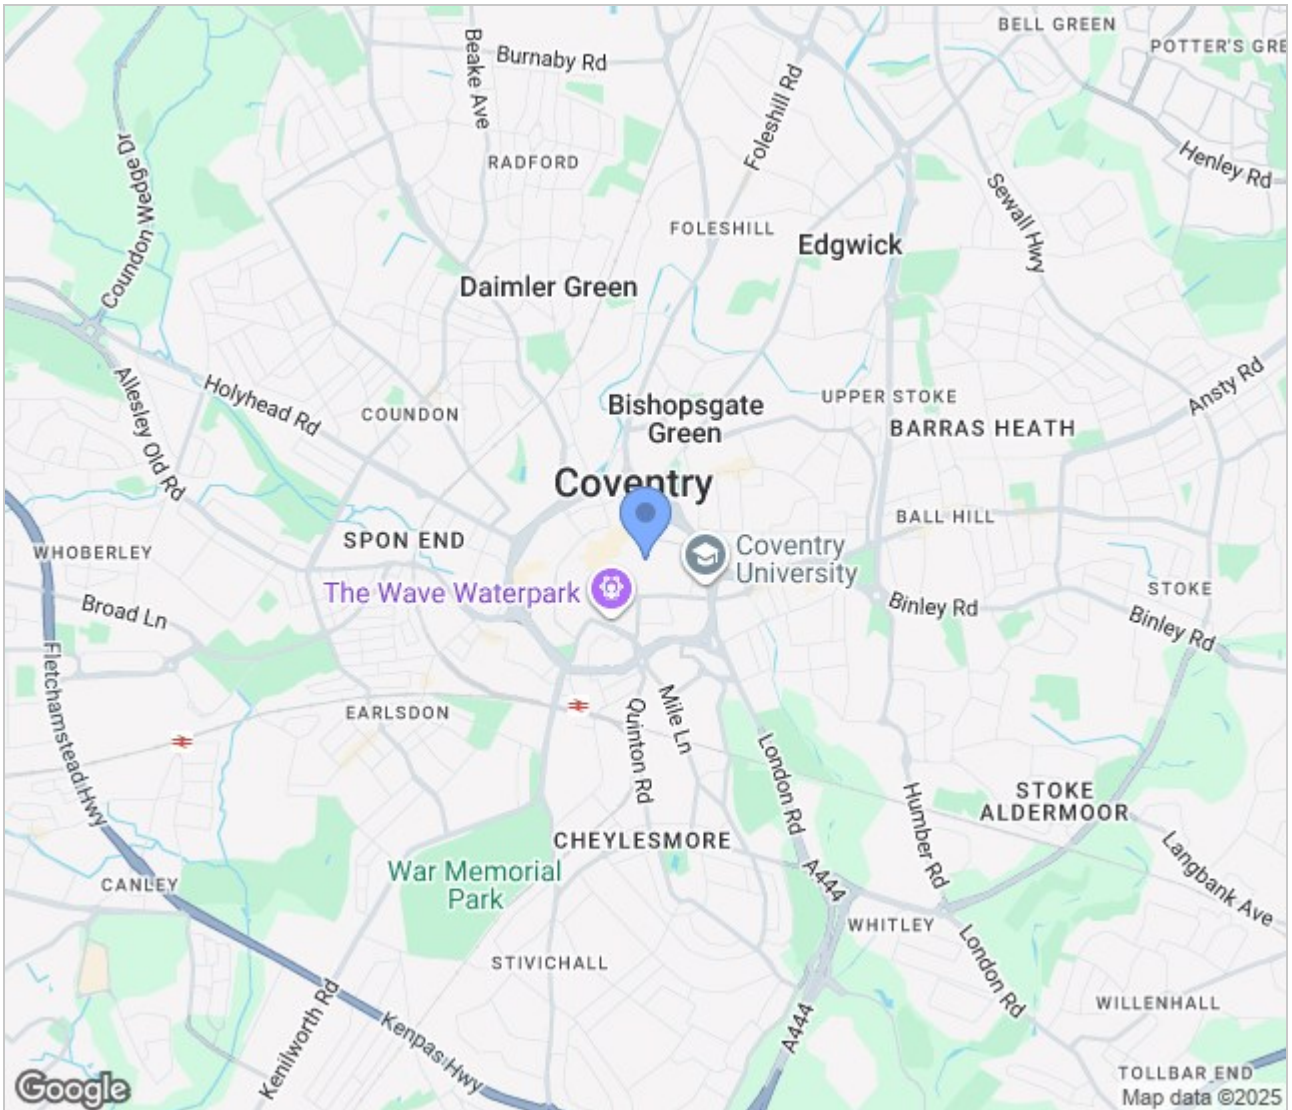 BELL GREEN
POTTER'S GRE
Burnaby Rd
Beake Ave
Foleshill Rd
Henley Rd
RADFORD
Coundon Wedge Dr
Sewall Hwy
FOLESHILL
Edgwick
Daimler Green
Allesley Old Rd
Holyhead Rd
COUNDON
Bishopsgate
Green
UPPER STOKE
BARRAS HEATH
Ansty Rd
Coventry
BALL HILL
SPON END
WHOBERLEY
Coventry
University
The Wave Waterpark
STOKE
Broad Ln
Binley Rd
Binley Rd
Fletchamstead Hwy
EARLSDON
Quinton Rd
Mile Ln
London Rd
STOKE
ALDERMOOR
Humber Rd
CHEYLESMORE
Langbank Ave
War Memorial
Park
CANLEY
A444
WHITLEY
London Rd
STIVICHALL
WILLENHALL
Kenilworth Rd
Kenpas Hwy
A444
TOLLBAR END
Google
Map data ©2025